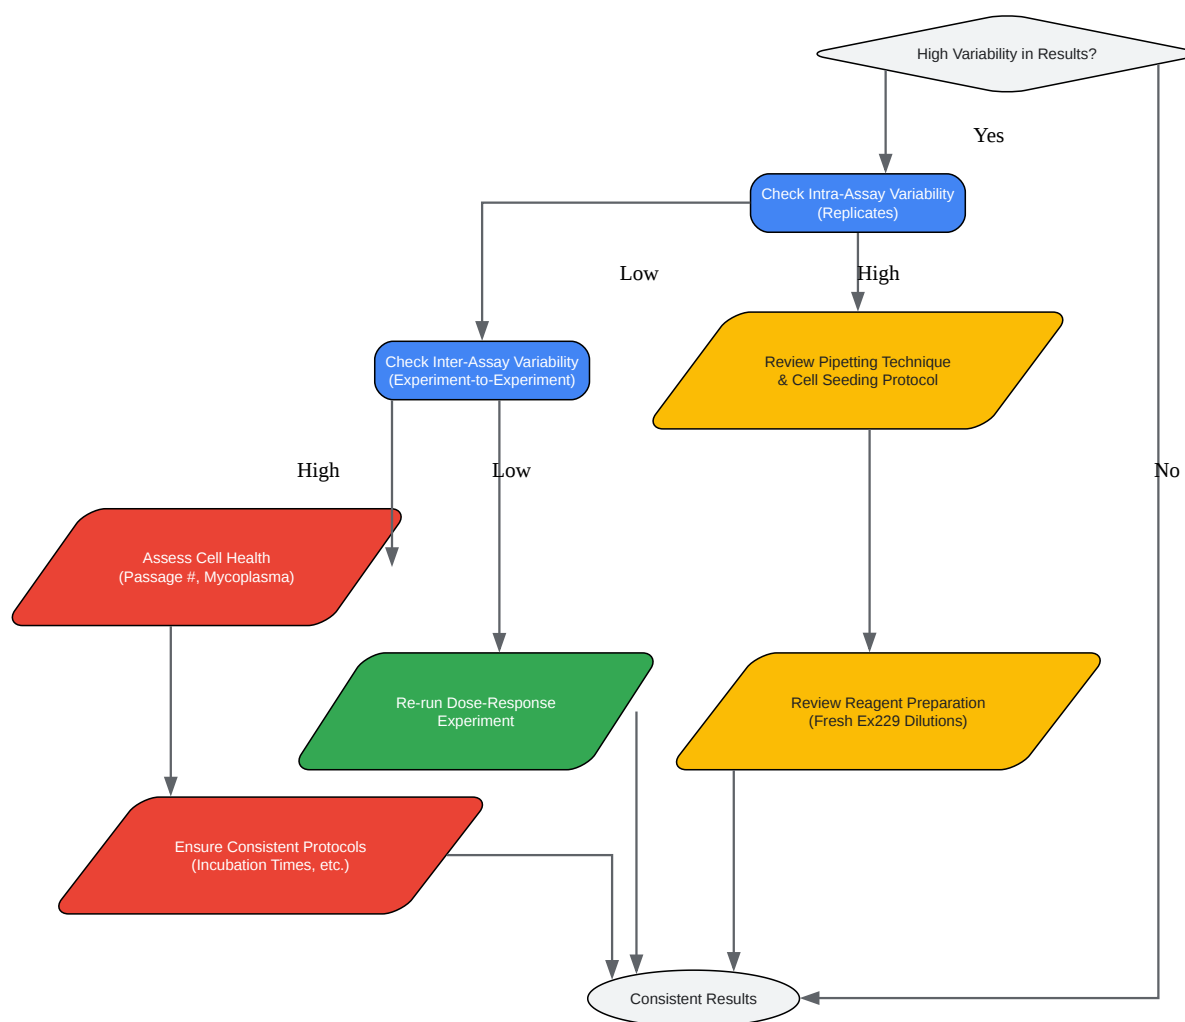 High Variability in Results?
Yes
Check Intra-Assay Variability
(Replicates)
Low
High
Check Inter-Assay Variability
(Experiment-to-Experiment)
Review Pipetting Technique
& Cell Seeding Protocol
High
Low
No
Assess Cell Health
(Passage #, Mycoplasma)
Re-run Dose-Response
Experiment
Review Reagent Preparation
(Fresh Ex229 Dilutions)
Ensure Consistent Protocols
(Incubation Times, etc.)
Consistent Results